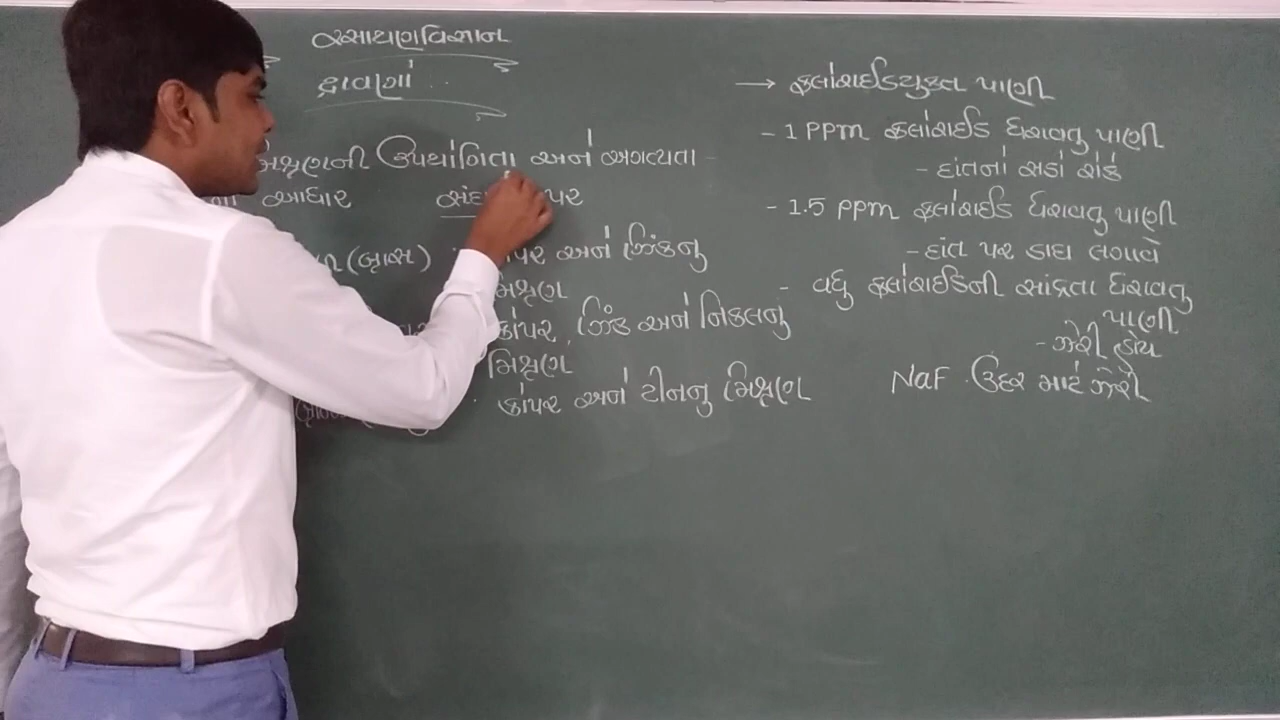 રસાયણવિજ્ઞાન
દ્રાવણો
મિશ્રણની ઉપયોગિતા અને અગત્યતા -
આધાર પર
(બ્રાસ) કોપર અને ઝિંકનુ
મિશ્રણ
કોપર, ઝિંક અને નિકલનું
મિશ્રણ
કોપર અને ટીનનુ મિશ્રણ
→ ફ્લોરાઈડયુક્ત પાણી
- 1 PPm ફ્લોરાઈડ ધરાવતુ પાણી
- દાંતનો સડો રોકે
- 1.5 PPm ફ્લોરાઈડ ધરાવતુ પાણી
- દાંત પર ડાઘ લગાવે
- વધુ ફ્લોરાઈડની સાંદ્રતા ધરાવતુ
પાણી
- ઝેરી હોય
NaF ઉંદર માટે ઝેરી